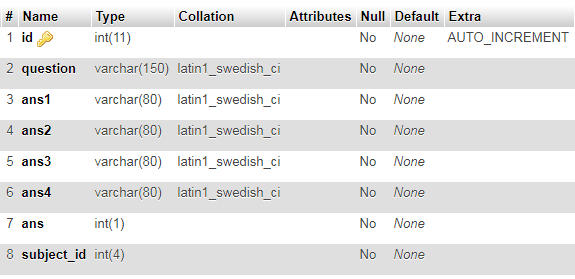 # Name Type Collation Attributes Null Default Extra
1 id int(11) No None AUTO_INCREMENT
2 question varchar(150) latin1_swedish_ci No None
3 ans1 varchar(80) latin1_swedish_ci No None
4 ans2 varchar(80) latin1_swedish_ci No None
5 ans3 varchar(80) latin1_swedish_ci No None
6 ans4 varchar(80) latin1_swedish_ci No None
7 ans int(1) No None
8 subject_id int(4) No None